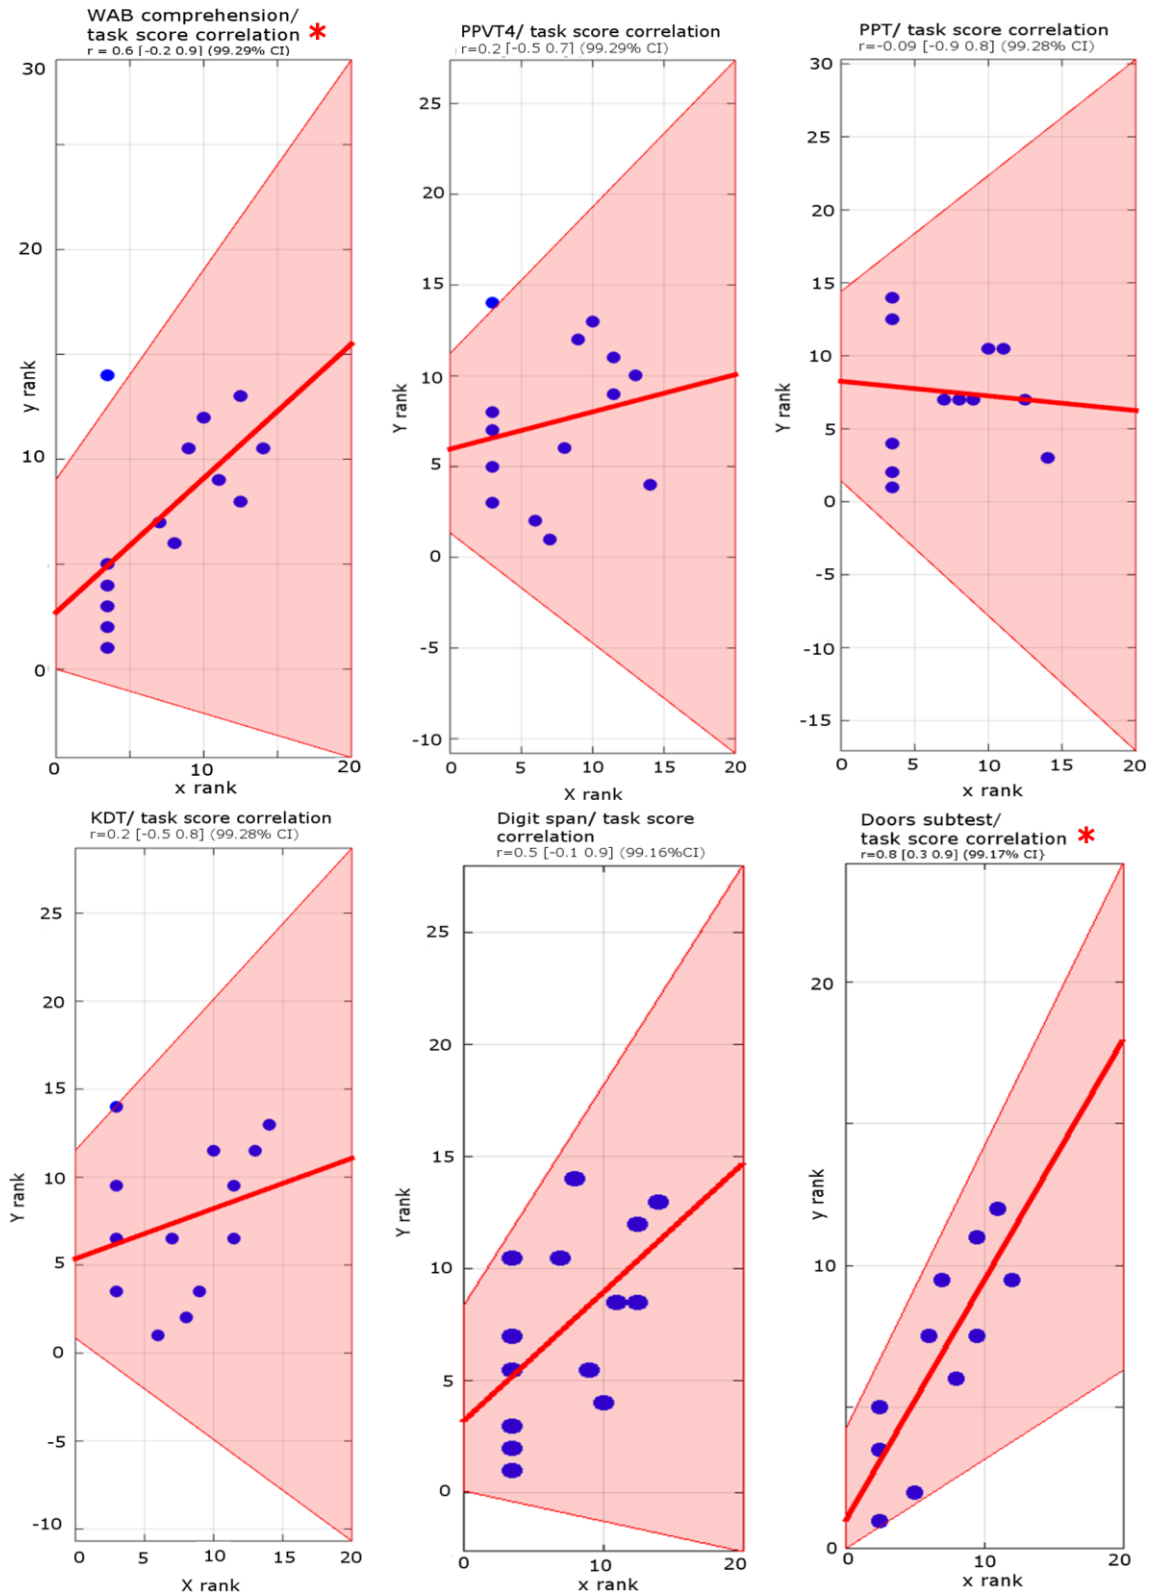 WAB comprehension/
task score correlation *
r = 0.6 [-0.2 0.9] (99.29% CI)
30
20
10
0
y rank
0 10 20
x rank
PPVT4/ task score correlation
r=0.2 [-0.5 0.7] (99.29% CI)
25
20
15
10
5
0
-5
-10
Y rank
0 5 10 15 20
X rank
PPT/ task score correlation
r=-0.09 [-0.9 0.8] (99.28% CI)
30
25
20
15
10
5
0
-5
-10
-15
Y rank
0 5 10 15 20
x rank
KDT/ task score correlation
r=0.2 [-0.5 0.8] (99.28% CI)
25
20
15
10
5
0
-5
-10
Y rank
0 5 10 15 20
X rank
Digit span/ task score
correlation
r=0.5 [-0.1 0.9] (99.16%CI)
25
20
15
10
5
0
Y rank
0 10 20
x rank
Doors subtest/
task score correlation *
r=0.8 [0.3 0.9] (99.17% CI}
20
10
0
y rank
0 10 20
x rank